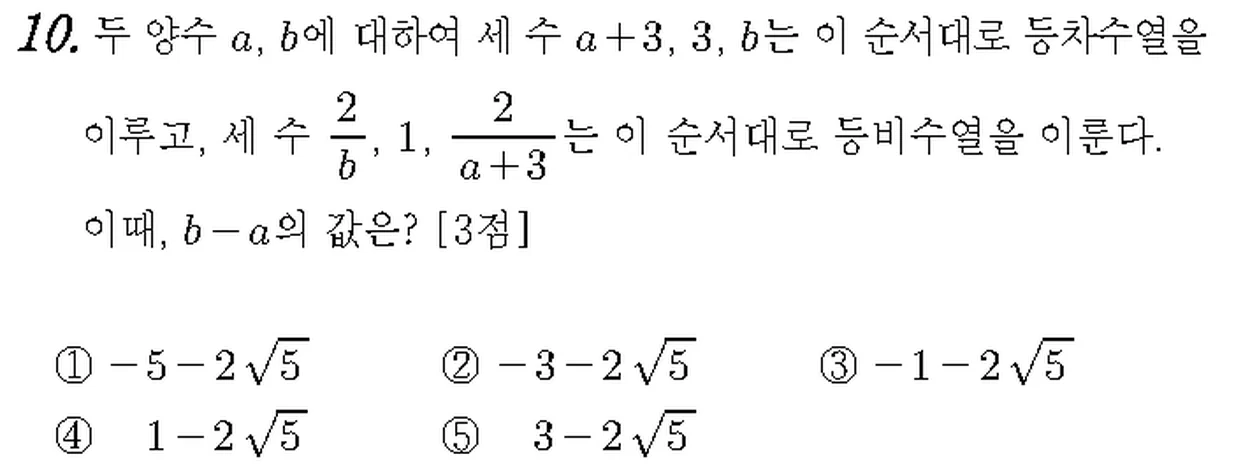 10. 두 양수 a, b에 대하여 세 수 a+3, 3, b는 이 순서대로 등차수열을
이루고, 세 수 2/b, 1, 2/(a+3)는 이 순서대로 등비수열을 이룬다.
이때, b-a의 값은? [3점]
① -5-2√5 ② -3-2√5 ③ -1-2√5
④ 1-2√5 ⑤ 3-2√5